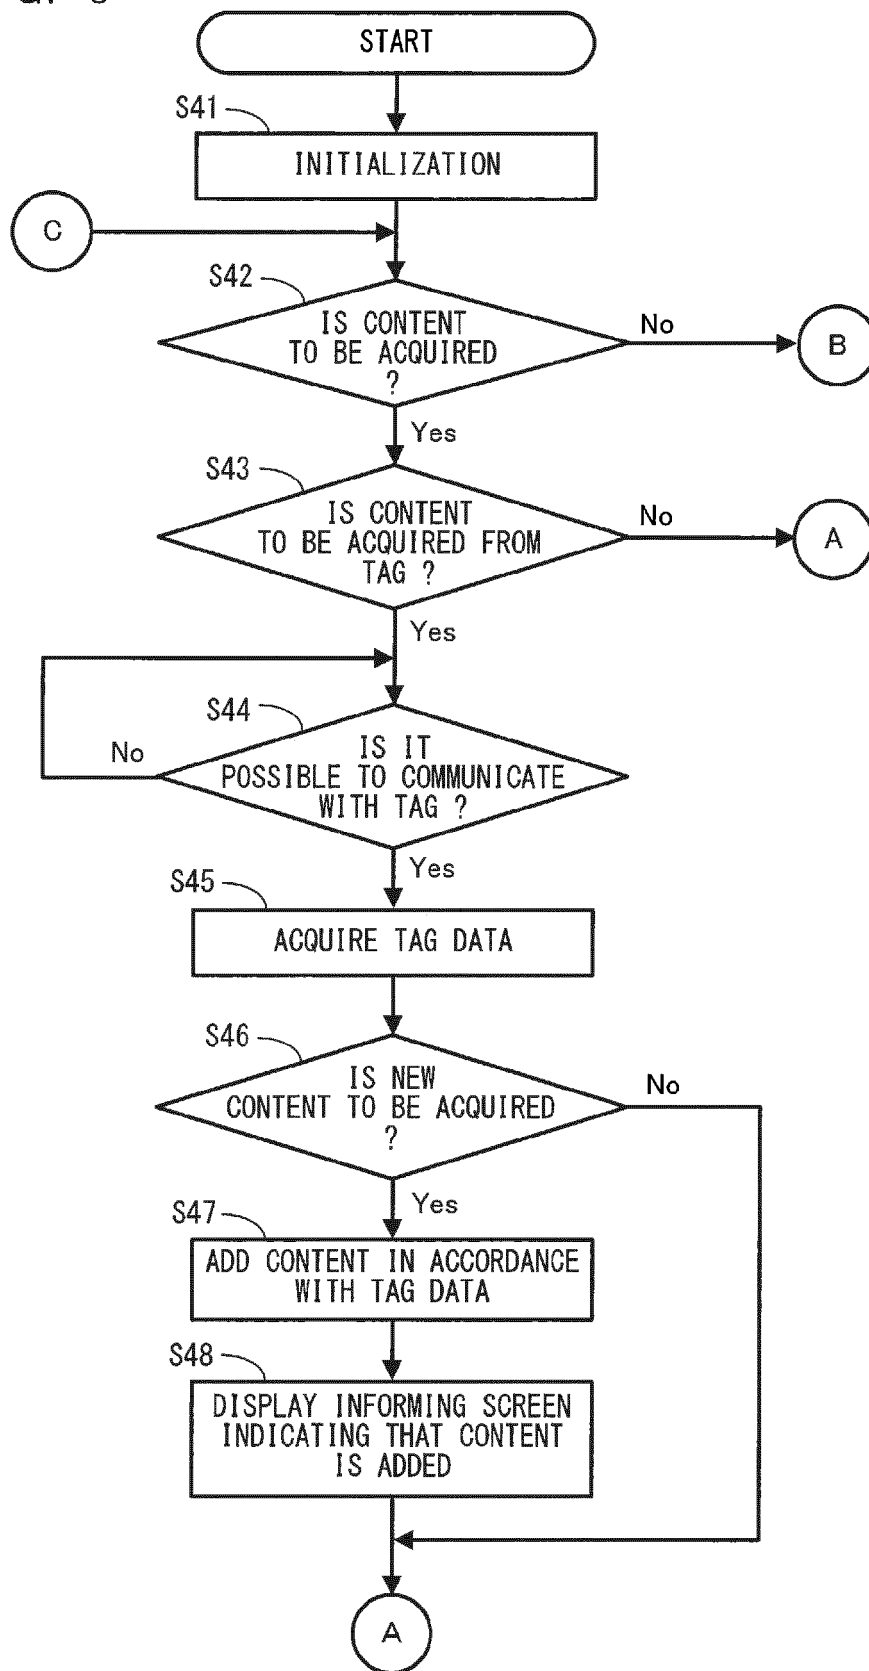 START
S41
INITIALIZATION
C
S42
IS CONTENT
TO BE ACQUIRED
?
No
B
Yes
S43
IS CONTENT
TO BE ACQUIRED FROM
TAG ?
No
A
Yes
S44
IS IT
POSSIBLE TO COMMUNICATE
WITH TAG ?
No
Yes
S45
ACQUIRE TAG DATA
S46
IS NEW
CONTENT TO BE ACQUIRED
?
No
Yes
S47
ADD CONTENT IN ACCORDANCE
WITH TAG DATA
S48
DISPLAY INFORMING SCREEN
INDICATING THAT CONTENT
IS ADDED
A